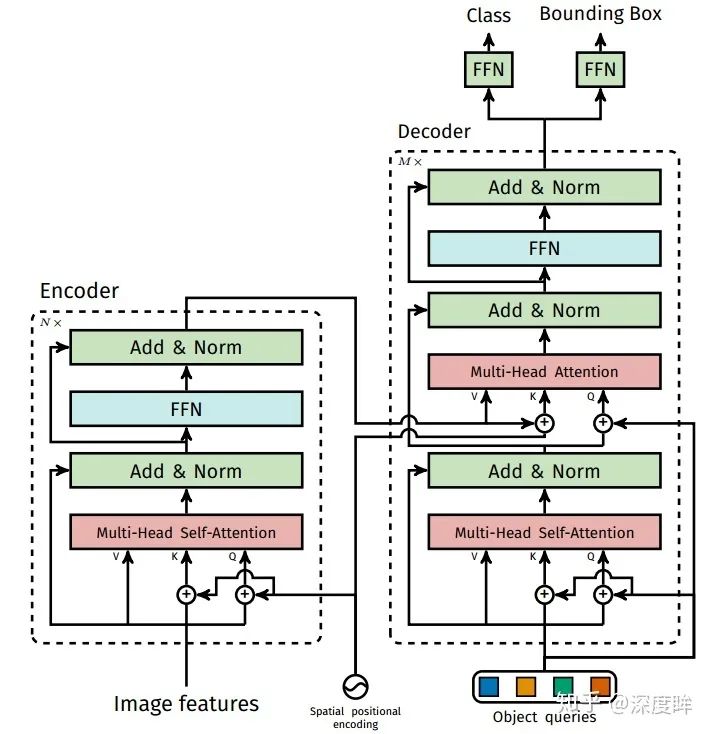 Class
Bounding Box
FFN
FFN
Decoder
M×
Add & Norm
FFN
Add & Norm
Multi-Head Attention
V
K
Q
+
+
Add & Norm
Multi-Head Self-Attention
V
K
Q
+
+
Encoder
N×
Add & Norm
FFN
Add & Norm
Multi-Head Self-Attention
V
K
Q
+
+
Image features
Spatial positional
encoding
Object queries
知乎 @深度眸